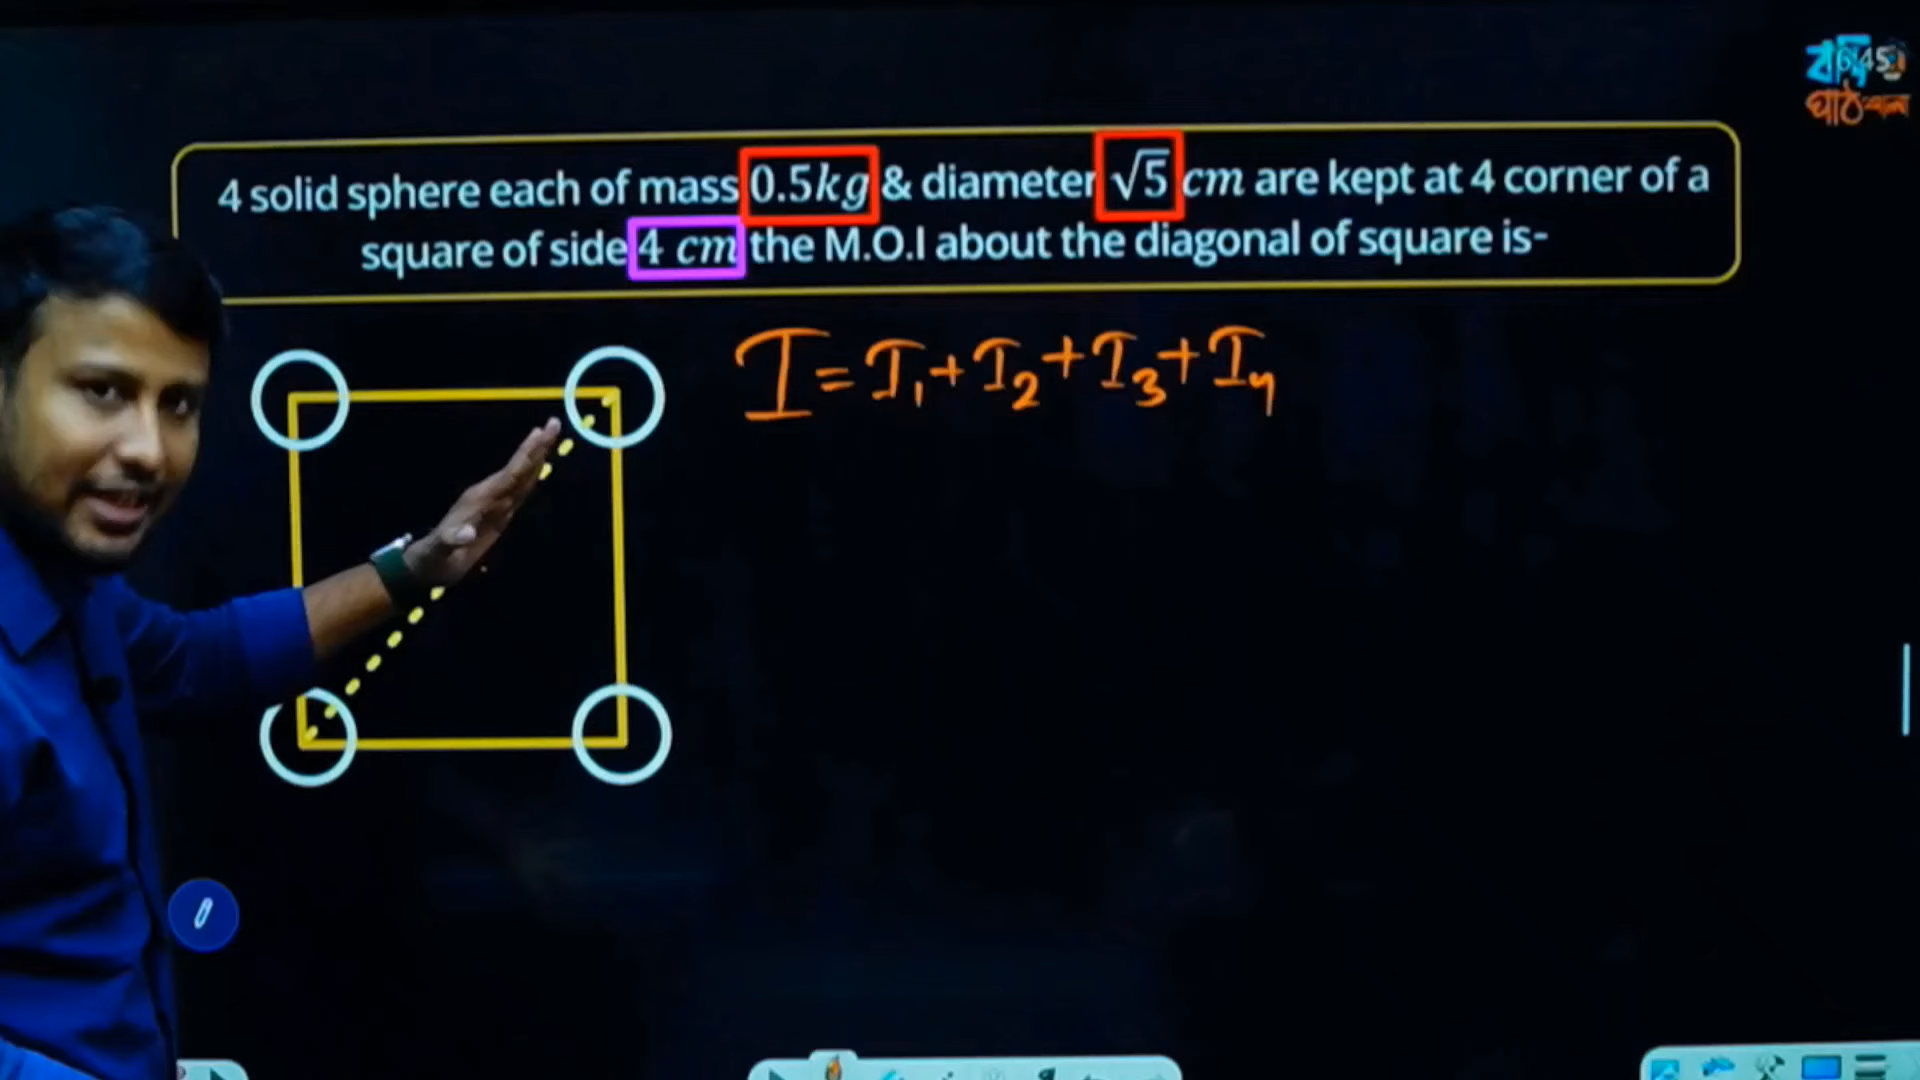 4 solid sphere each of mass 0.5kg & diameter √5 cm are kept at 4 corner of a
square of side 4 cm the M.O.I about the diagonal of square is-
I = I₁ + I₂ + I₃ + I₄
পাঠশালা